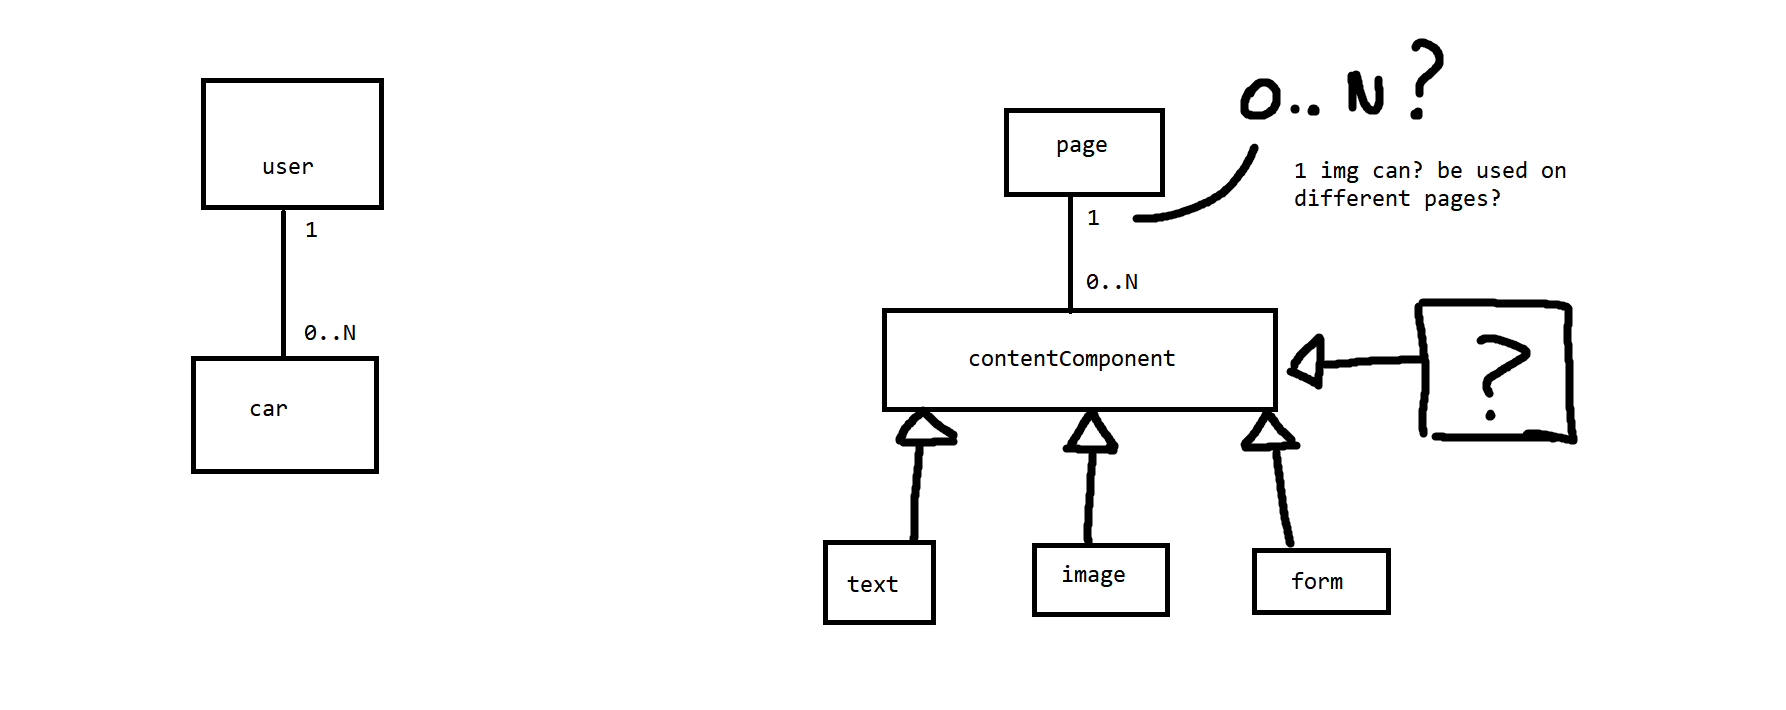 user
1
0..N
car
page
0..N?
1 img can? be used on
different pages?
1
0..N
contentComponent
?
text
image
form